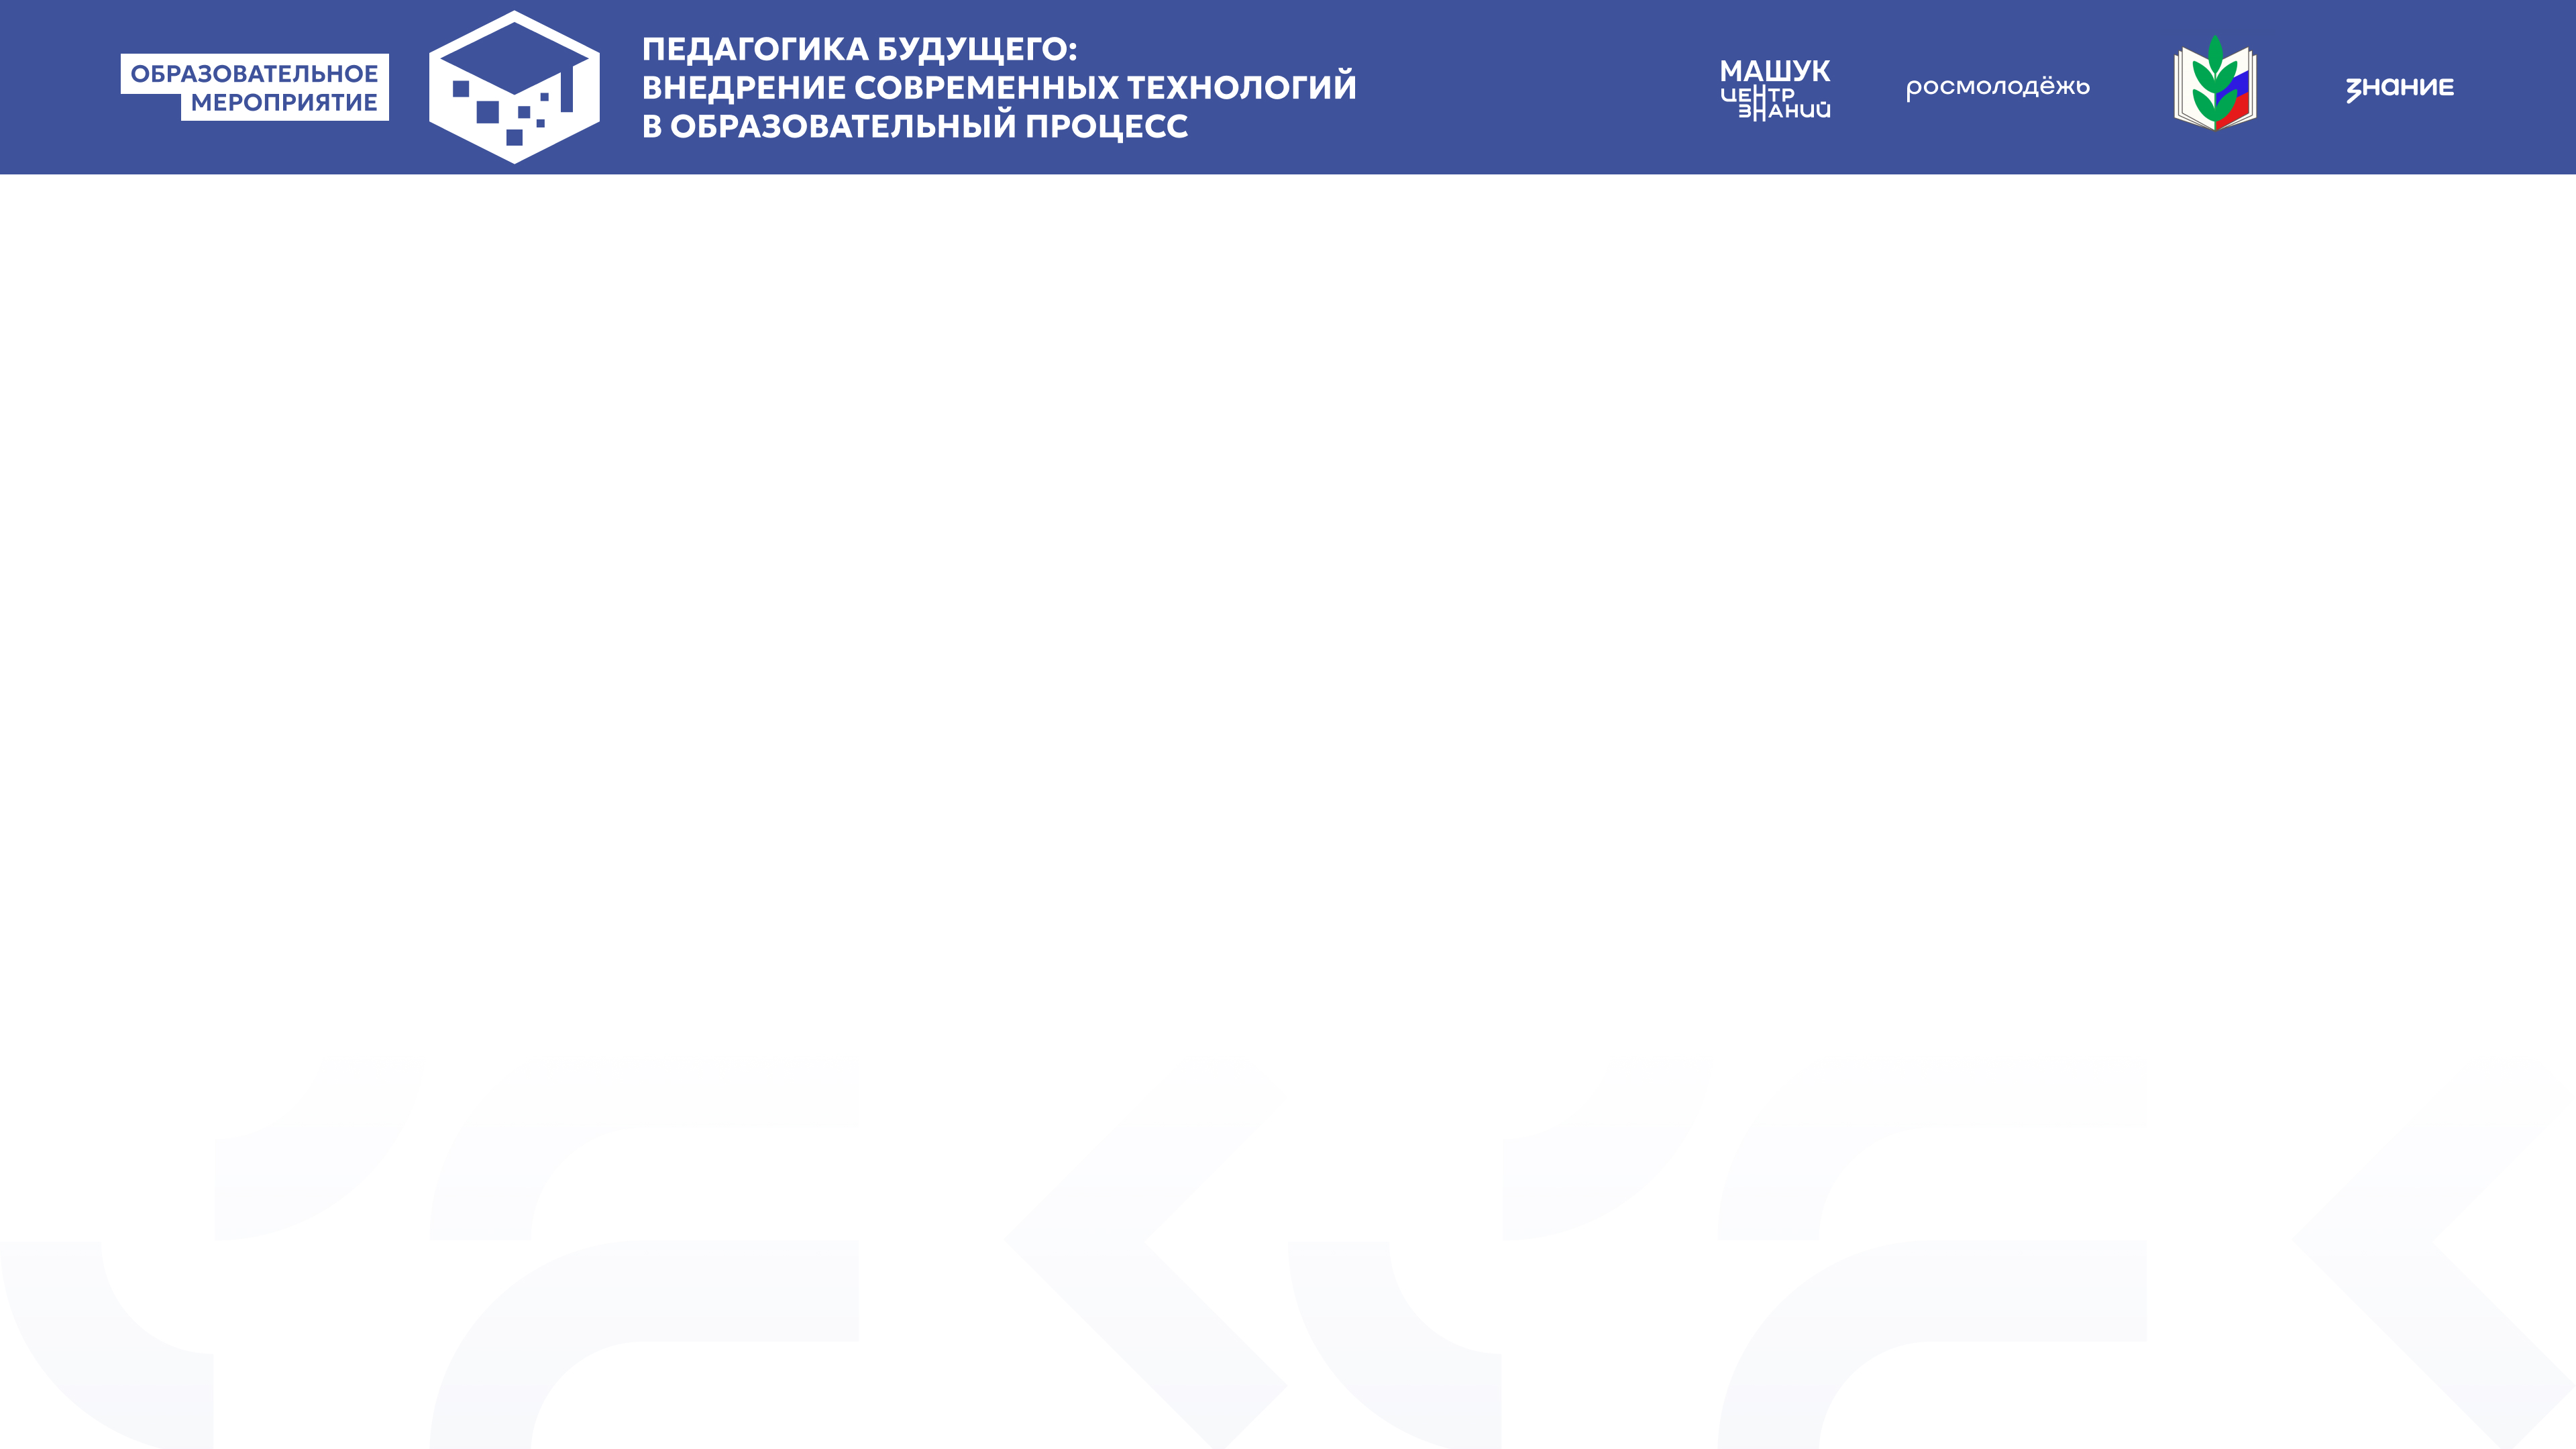 ОБРАЗОВАТЕЛЬНОЕ
МЕРОПРИЯТИЕ
ПЕДАГОГИКА БУДУЩЕГО:
ВНЕДРЕНИЕ СОВРЕМЕННЫХ ТЕХНОЛОГИЙ
В ОБРАЗОВАТЕЛЬНЫЙ ПРОЦЕСС
МАШУК
ЦЕНТР
ЗНАНИЙ
росмолодёжь
знание